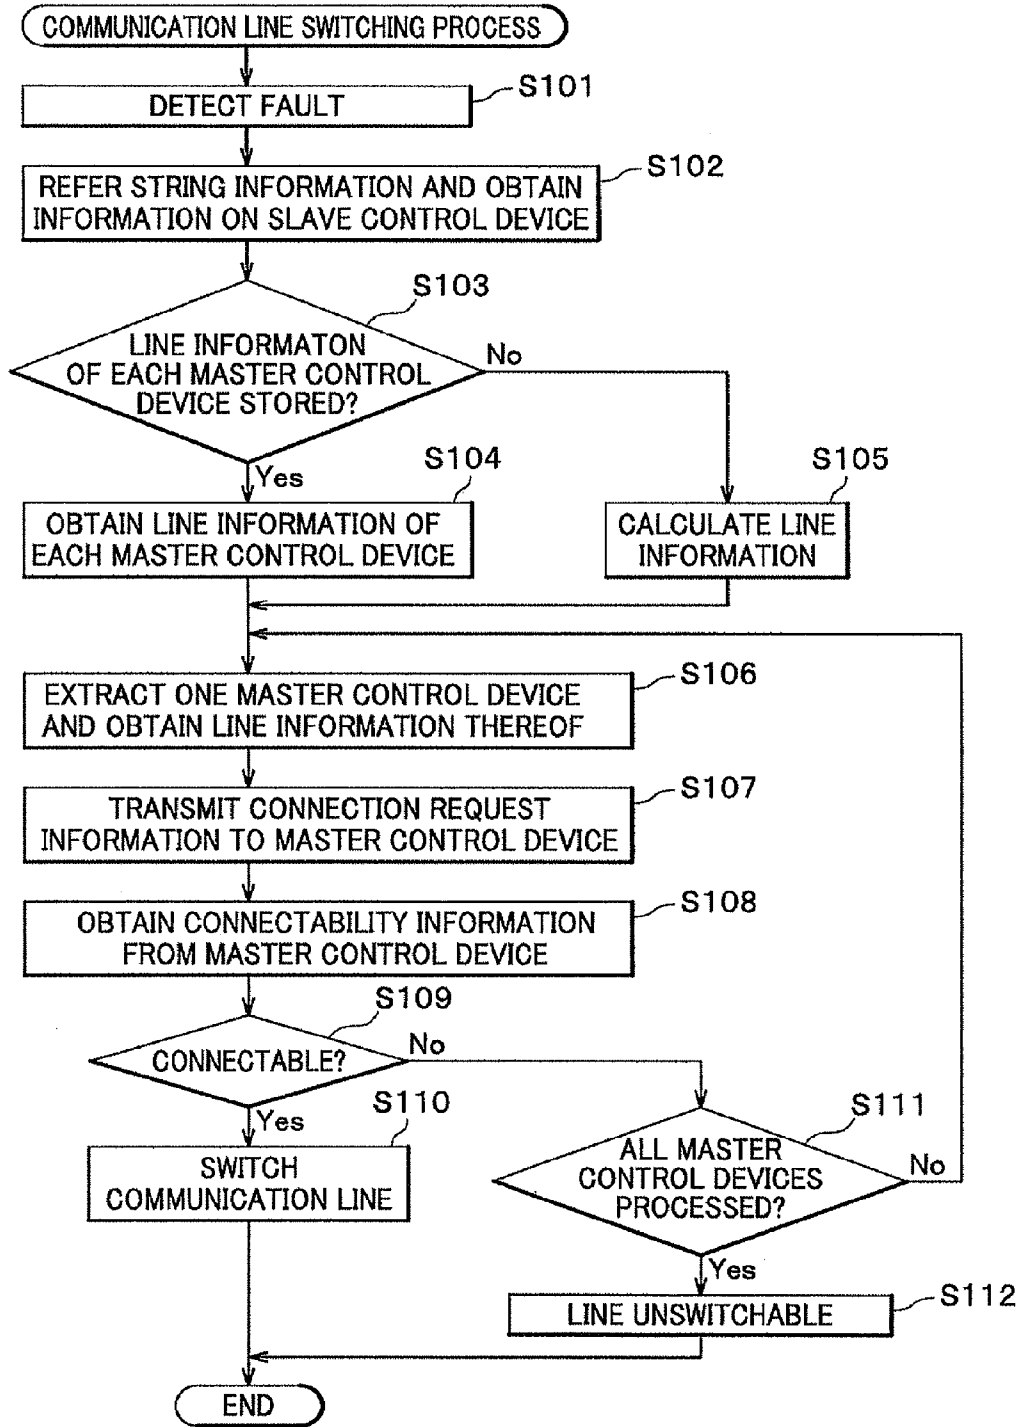 COMMUNICATION LINE SWITCHING PROCESS
S101
DETECT FAULT
S102
REFER STRING INFORMATION AND OBTAIN
INFORMATION ON SLAVE CONTROL DEVICE
S103
LINE INFORMATON
OF EACH MASTER CONTROL
DEVICE STORED?
No
Yes
S104
OBTAIN LINE INFORMATION OF
EACH MASTER CONTROL DEVICE
S105
CALCULATE LINE
INFORMATION
S106
EXTRACT ONE MASTER CONTROL DEVICE
AND OBTAIN LINE INFORMATION THEREOF
S107
TRANSMIT CONNECTION REQUEST
INFORMATION TO MASTER CONTROL DEVICE
S108
OBTAIN CONNECTABILITY INFORMATION
FROM MASTER CONTROL DEVICE
S109
CONNECTABLE?
No
Yes
S110
SWITCH
COMMUNICATION LINE
S111
ALL MASTER
CONTROL DEVICES
PROCESSED?
No
Yes
S112
LINE UNSWITCHABLE
END